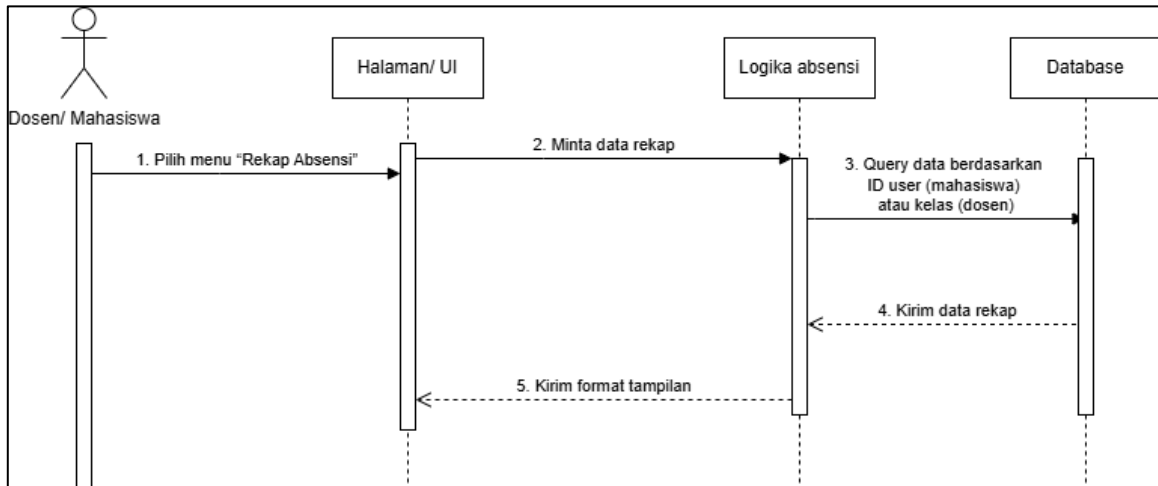 Halaman/ UI
Logika absensi
Database
Dosen/ Mahasiswa
1. Pilih menu “Rekap Absensi”
2. Minta data rekap
3. Query data berdasarkan
ID user (mahasiswa)
atau kelas (dosen)
4. Kirim data rekap
5. Kirim format tampilan